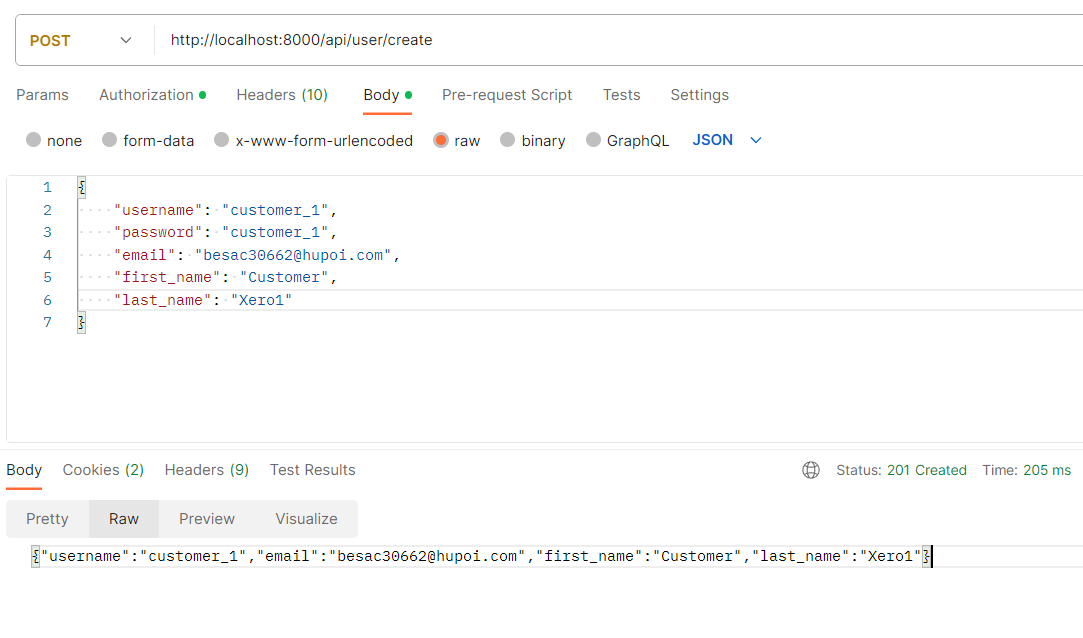 POST http://localhost:8000/api/user/create
Params Authorization Headers (10) Body Pre-request Script Tests Settings
none form-data x-www-form-urlencoded raw binary GraphQL JSON
1 {
2 "username": "customer_1",
3 "password": "customer_1",
4 "email": "besac30662@hupoi.com",
5 "first_name": "Customer",
6 "last_name": "Xero1"
7 }
Body Cookies (2) Headers (9) Test Results Status: 201 Created Time: 205 ms
Pretty Raw Preview Visualize
{"username":"customer_1","email":"besac30662@hupoi.com","first_name":"Customer","last_name":"Xero1"}